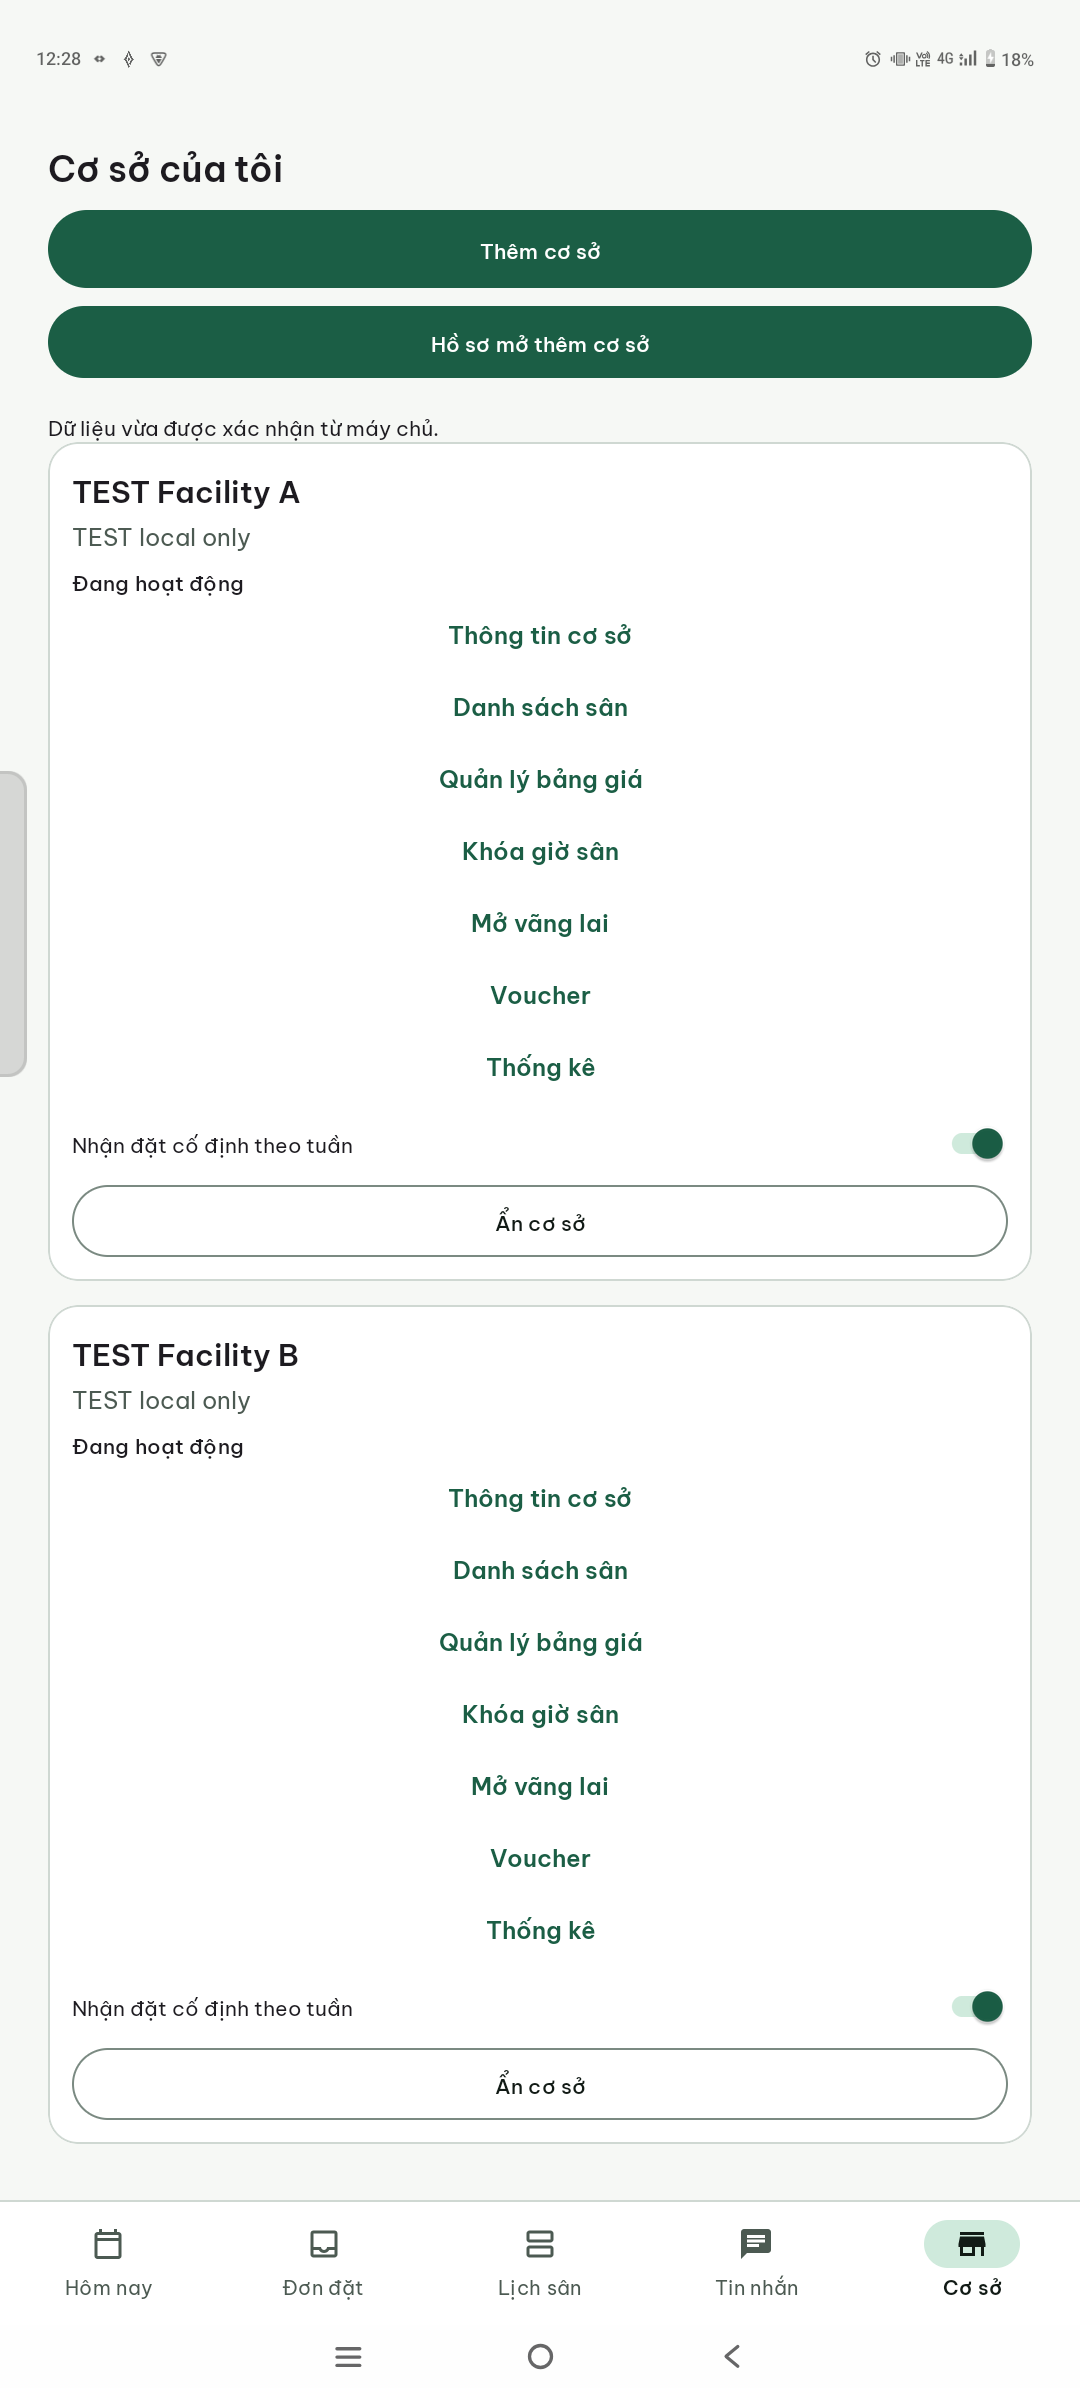 12:28
Voll LTE 4G 18%
Cơ sở của tôi
Thêm cơ sở
Hồ sơ mở thêm cơ sở
Dữ liệu vừa được xác nhận từ máy chủ.
TEST Facility A
TEST local only
Đang hoạt động
Thông tin cơ sở
Danh sách sân
Quản lý bảng giá
Khóa giờ sân
Mở vãng lai
Voucher
Thống kê
Nhận đặt cố định theo tuần
Ẩn cơ sở
TEST Facility B
TEST local only
Đang hoạt động
Thông tin cơ sở
Danh sách sân
Quản lý bảng giá
Khóa giờ sân
Mở vãng lai
Voucher
Thống kê
Nhận đặt cố định theo tuần
Ẩn cơ sở
Hôm nay
Đơn đặt
Lịch sân
Tin nhắn
Cơ sở